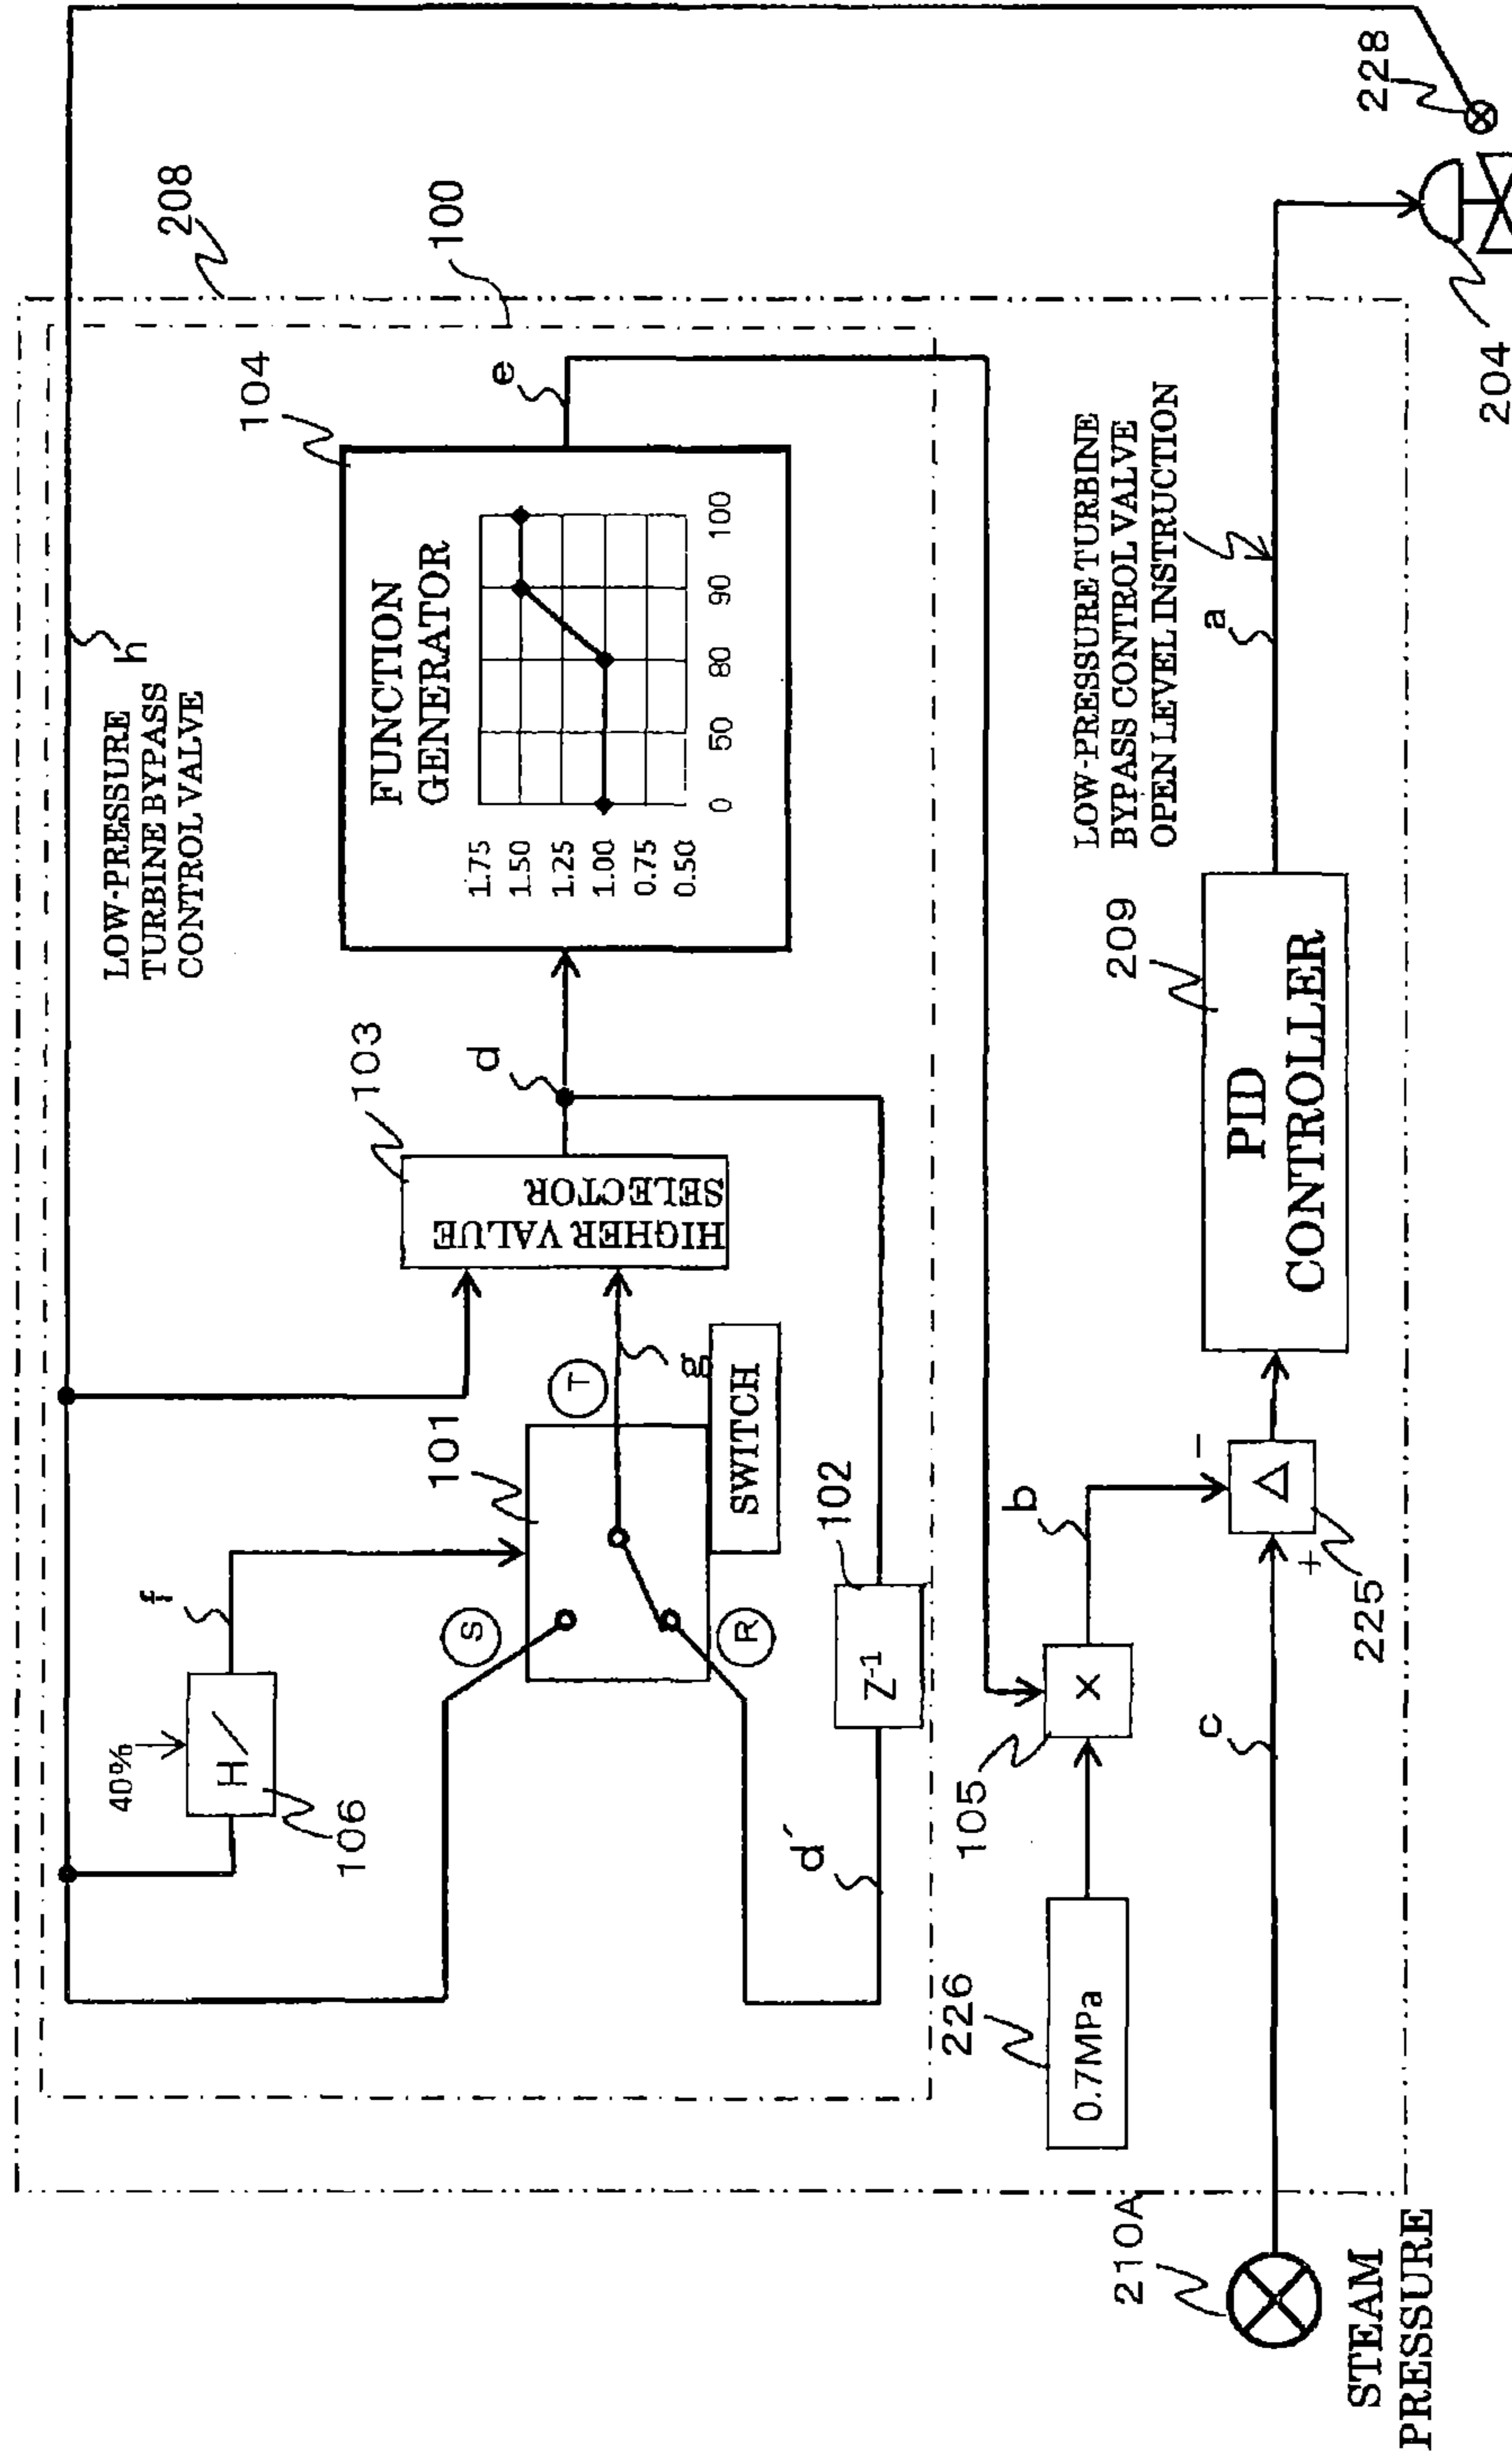 LOW-PRESSURE
TURBINE BYPASS
CONTROL VALVE
h
208
100
228
40%
H/
106
f
S
101
T
SWITCH
g
R
103
HIGHER VALUE
SELECTOR
d
104
FUNCTION
GENERATOR
1.75
1.50
1.25
1.00
0.75
0.50
0
50
80
90
100
e
102
Z-1
d′
226
0.7MPa
105
X
b
-
Δ
+
225
c
210A
STEAM
PRESSURE
209
PID
CONTROLLER
LOW-PRESSURE TURBINE
BYPASS CONTROL VALVE
OPEN LEVEL INSTRUCTION
a
204